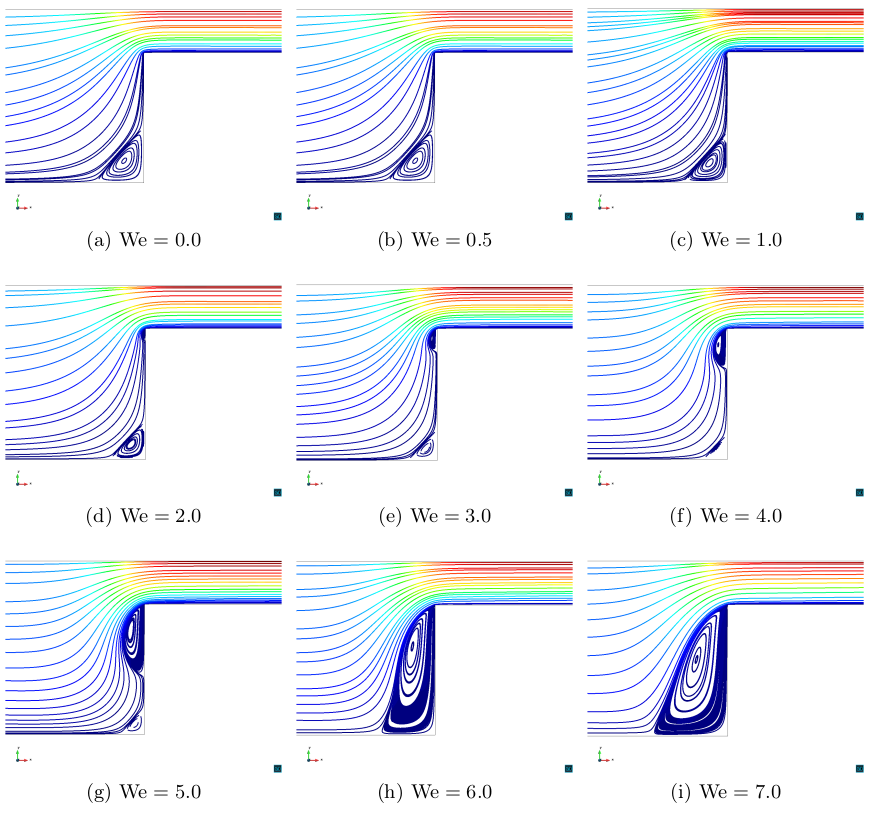 (a) We = 0.0
(b) We = 0.5
(c) We = 1.0
(d) We = 2.0
(e) We = 3.0
(f) We = 4.0
(g) We = 5.0
(h) We = 6.0
(i) We = 7.0